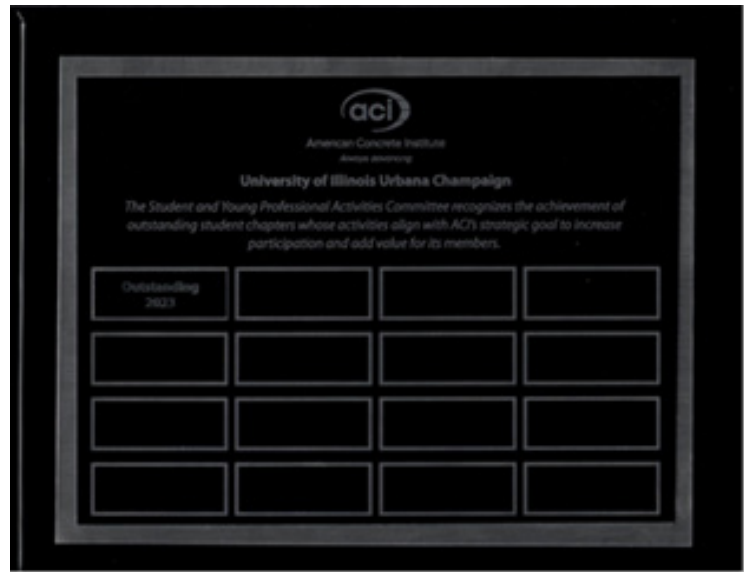 aci
American Concrete Institute
Always advancing
University of Illinois Urbana Champaign
The Student and Young Professional Activities Committee recognizes the achievement of
outstanding student chapters whose activities align with ACI's strategic goal to increase
participation and add value for its members.
Outstanding
2023